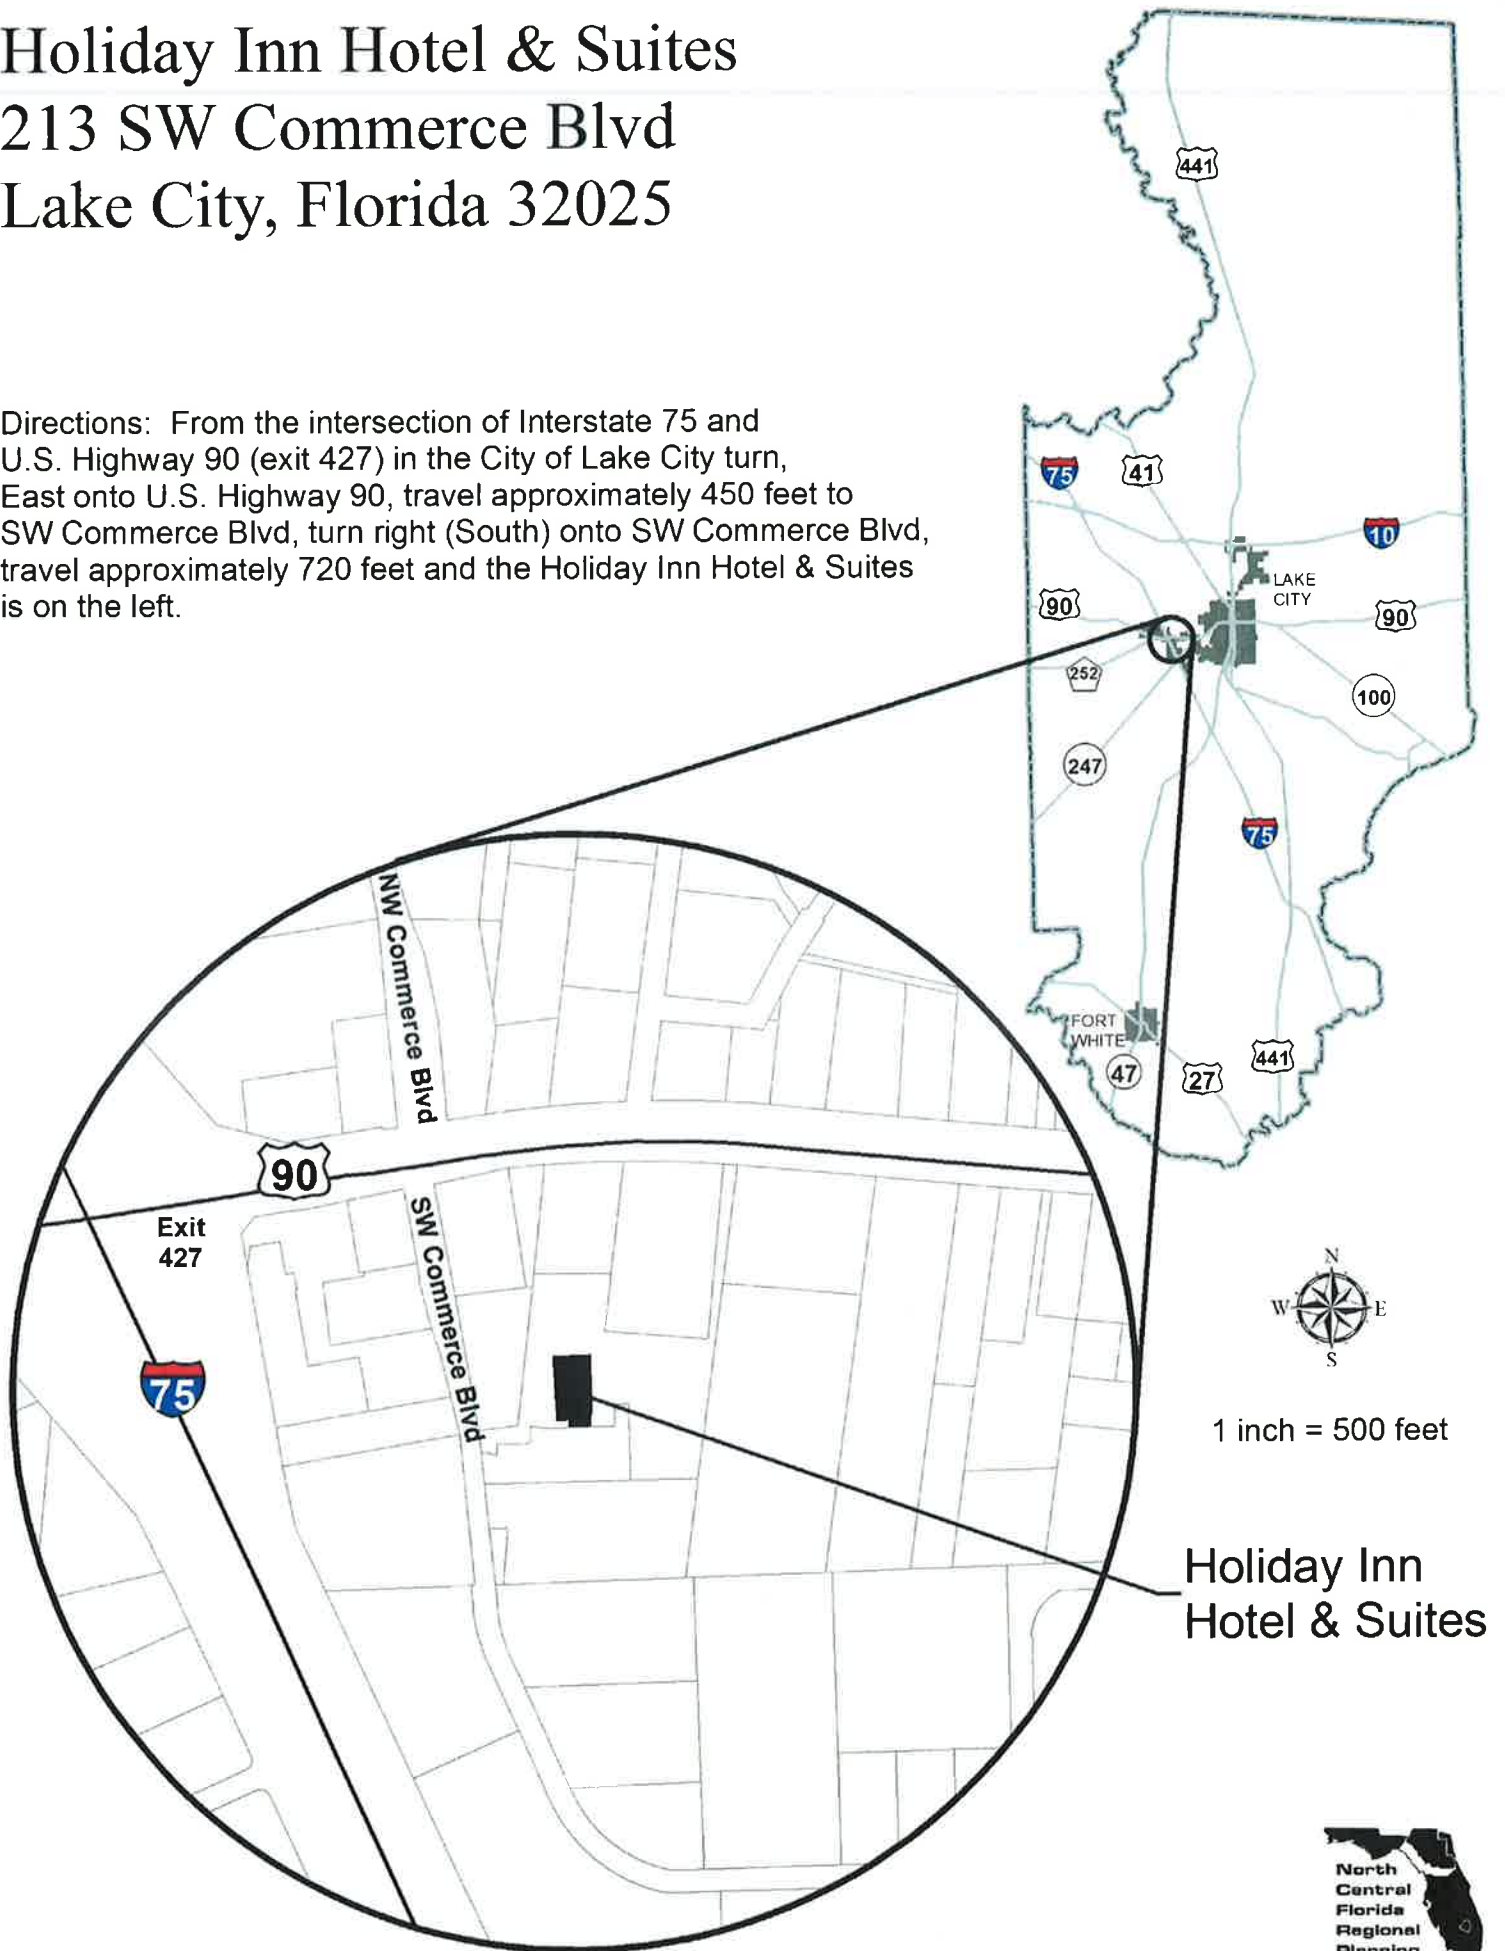 Holiday Inn Hotel & Suites
213 SW Commerce Blvd
Lake City, Florida 32025
Directions: From the intersection of Interstate 75 and
U.S. Highway 90 (exit 427) in the City of Lake City turn,
East onto U.S. Highway 90, travel approximately 450 feet to
SW Commerce Blvd, turn right (South) onto SW Commerce Blvd,
travel approximately 720 feet and the Holiday Inn Hotel & Suites
is on the left.
441
75
41
10
LAKE
CITY
90
90
252
100
247
75
FORT
WHITE
47
27
441
NW Commerce Blvd
90
Exit
427
SW Commerce Blvd
75
N
W
E
S
1 inch = 500 feet
Holiday Inn
Hotel & Suites
North
Central
Florida
Regional
Planning